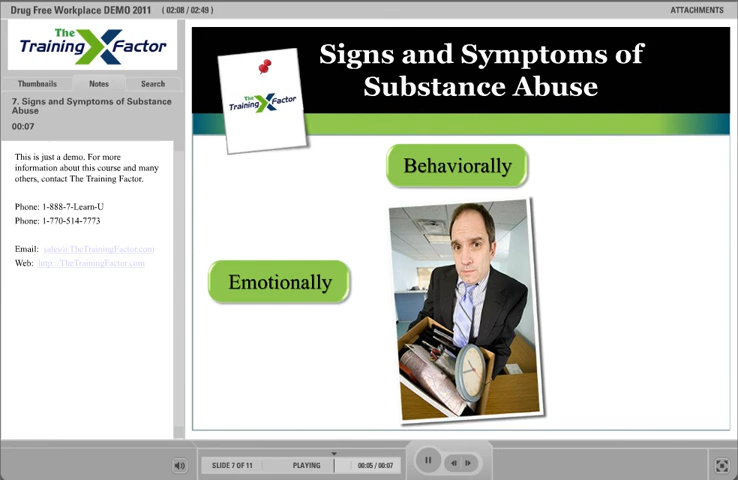 Drug Free Workplace DEMO 2011 ( 02:08 / 02:49 )
ATTACHMENTS
The
Training X Factor
Thumbnails Notes Search
7. Signs and Symptoms of Substance
Abuse
00:07
This is just a demo. For more
information about this course and many
others, contact The Training Factor.
Phone: 1-888-7-Learn-U
Phone: 1-770-514-7773
Email: sales@TheTrainingFactor.com
Web: http://TheTrainingFactor.com
Signs and Symptoms of
Substance Abuse
The
Training X Factor
Behaviorally
Emotionally
SLIDE 7 OF 11 PLAYING 00:05 / 00:07